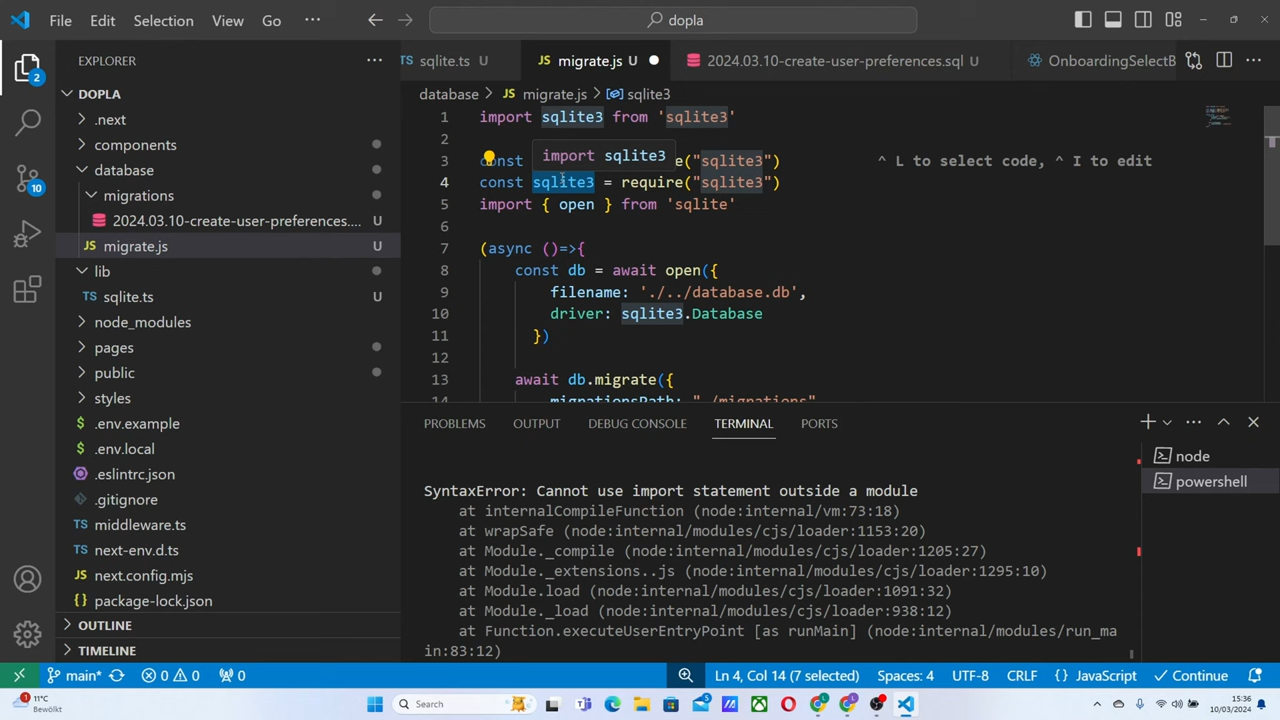 File Edit Selection View Go ··· dopla
EXPLORER ···
sqlite.ts U
migrate.js U
2024.03.10-create-user-preferences.sql U
OnboardingSelectB
···
DOPLA
.next
components
database
migrations
2024.03.10-create-user-preferences.... U
migrate.js U
lib
sqlite.ts U
node_modules
pages
public
styles
.env.example
.env.local
.eslintrc.json
.gitignore
middleware.ts
next-env.d.ts
next.config.mjs
package-lock.json
OUTLINE
TIMELINE
2
10
database > JS migrate.js > sqlite3
1 import sqlite3 from 'sqlite3'
2
import sqlite3
3 const e("sqlite3") ^ L to select code, ^ I to edit
4 const sqlite3 = require("sqlite3")
5 import { open } from 'sqlite'
6
7 (async ()=>{
8 const db = await open({
9 filename: './../database.db',
10 driver: sqlite3.Database
11 })
12
13 await db.migrate({
14 migrationsPath: "./migrations"
PROBLEMS OUTPUT DEBUG CONSOLE TERMINAL PORTS ···
node
powershell
SyntaxError: Cannot use import statement outside a module
at internalCompileFunction (node:internal/vm:73:18)
at wrapSafe (node:internal/modules/cjs/loader:1153:20)
at Module._compile (node:internal/modules/cjs/loader:1205:27)
at Module._extensions..js (node:internal/modules/cjs/loader:1295:10)
at Module.load (node:internal/modules/cjs/loader:1091:32)
at Module._load (node:internal/modules/cjs/loader:938:12)
at Function.executeUserEntryPoint [as runMain] (node:internal/modules/run_ma
in:83:12)
main* 0 0 0 Ln 4, Col 14 (7 selected) Spaces: 4 UTF-8 CRLF {} JavaScript Continue
11°C
Bewölkt
Search
15:36
10/03/2024